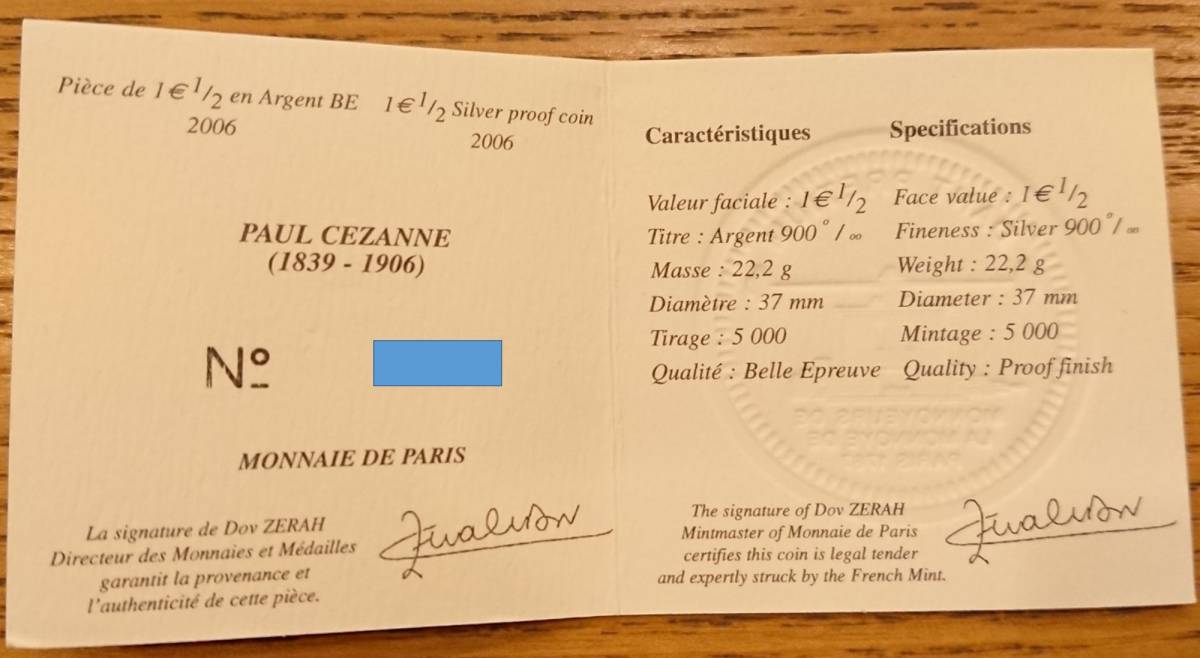 Pièce de 1 € 1/2 en Argent BE
2006
1 € 1/2 Silver proof coin
2006
PAUL CEZANNE
(1839 - 1906)
Nº
MONNAIE DE PARIS
La signature de Dov ZERAH
Directeur des Monnaies et Médailles
garantit la provenance et
l'authenticité de cette pièce.
Caractéristiques
Valeur faciale : 1 € 1/2
Titre : Argent 900 °/∞
Masse : 22,2 g
Diamètre : 37 mm
Tirage : 5 000
Qualité : Belle Epreuve
Specifications
Face value : 1 € 1/2
Fineness : Silver 900 °/∞
Weight : 22,2 g
Diameter : 37 mm
Mintage : 5 000
Quality : Proof finish
The signature of Dov ZERAH
Mintmaster of Monnaie de Paris
certifies this coin is legal tender
and expertly struck by the French Mint.